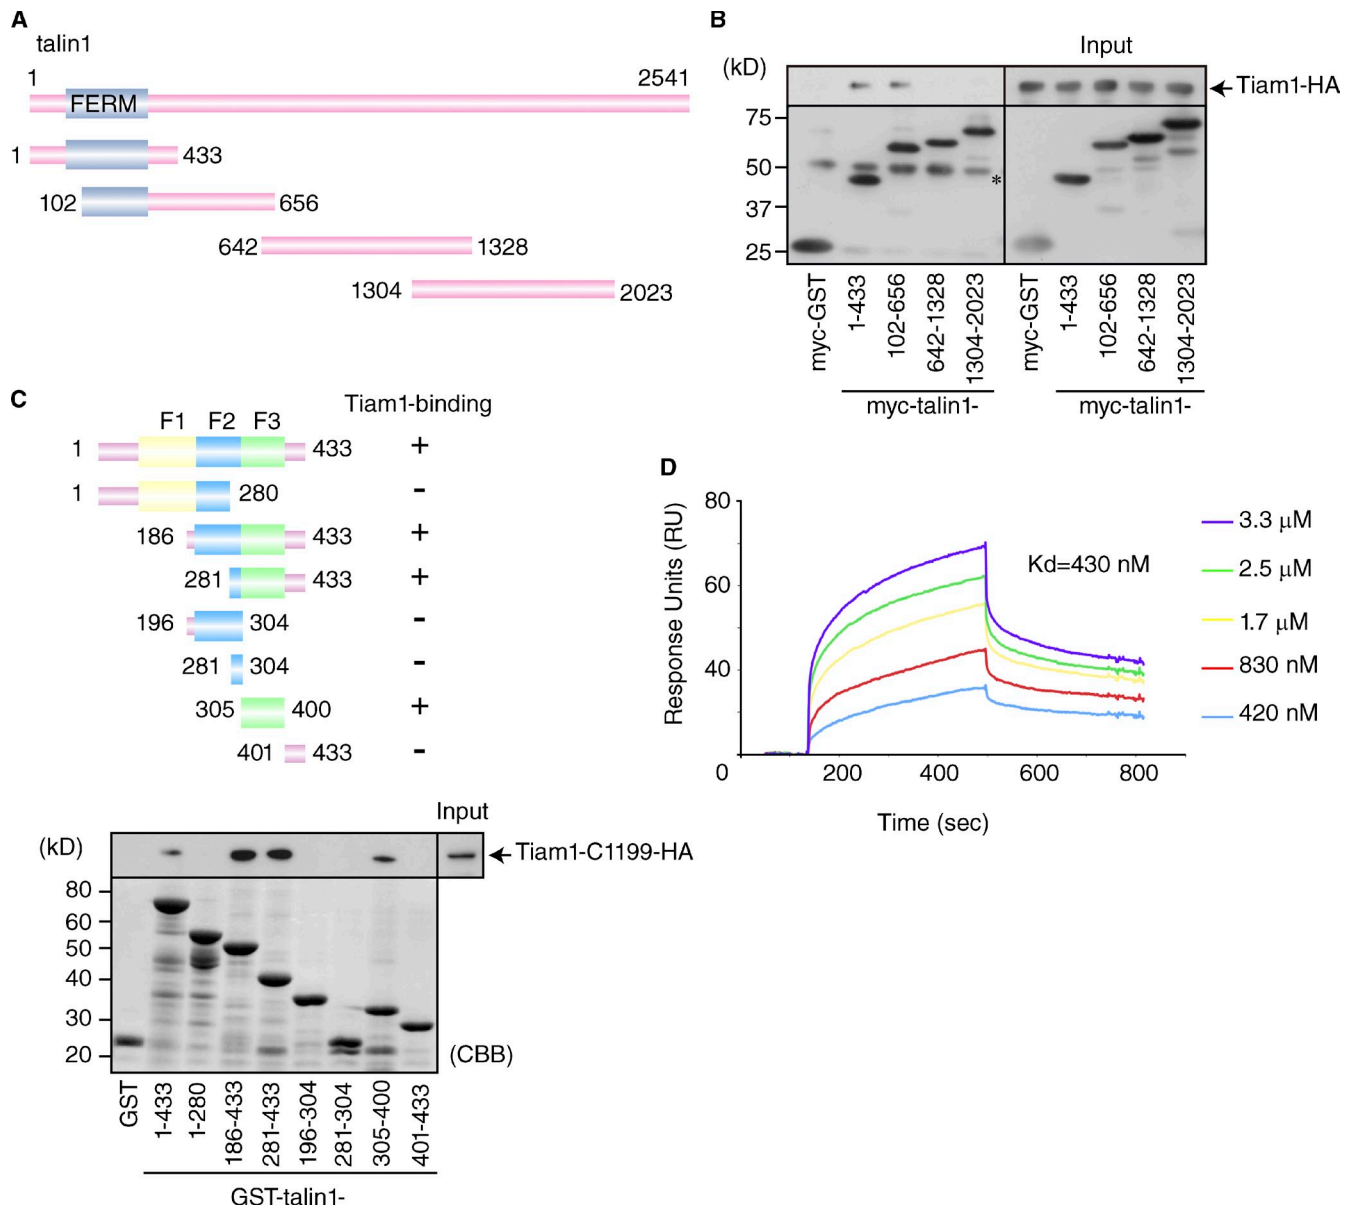 A
talin1
1 2541
FERM
1 433
102 656
642 1328
1304 2023
B
Input
(kD)
Tiam1-HA
75
50
*
37
25
myc-GST
1-433
102-656
642-1328
1304-2023
myc-GST
1-433
102-656
642-1328
1304-2023
myc-talin1- myc-talin1-
C
Tiam1-binding
F1 F2 F3
1 433 +
1 280 -
186 433 +
281 433 +
196 304 -
281 304 -
305 400 +
401 433 -
Input
(kD)
Tiam1-C1199-HA
80
60
50
40
30
20
(CBB)
GST
1-433
1-280
186-433
281-433
196-304
281-304
305-400
401-433
GST-talin1-
D
Response Units (RU)
80
60
40
0 200 400 600 800
Time (sec)
Kd=430 nM
3.3 µM
2.5 µM
1.7 µM
830 nM
420 nM